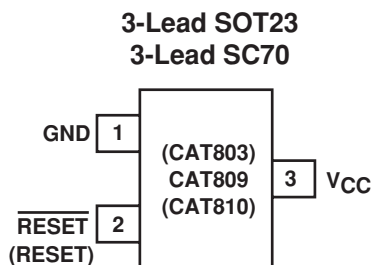 3-Lead SOT23
3-Lead SC70
GND 1
(CAT803)
CAT809
(CAT810)
3 VCC
RESET 2
(RESET)